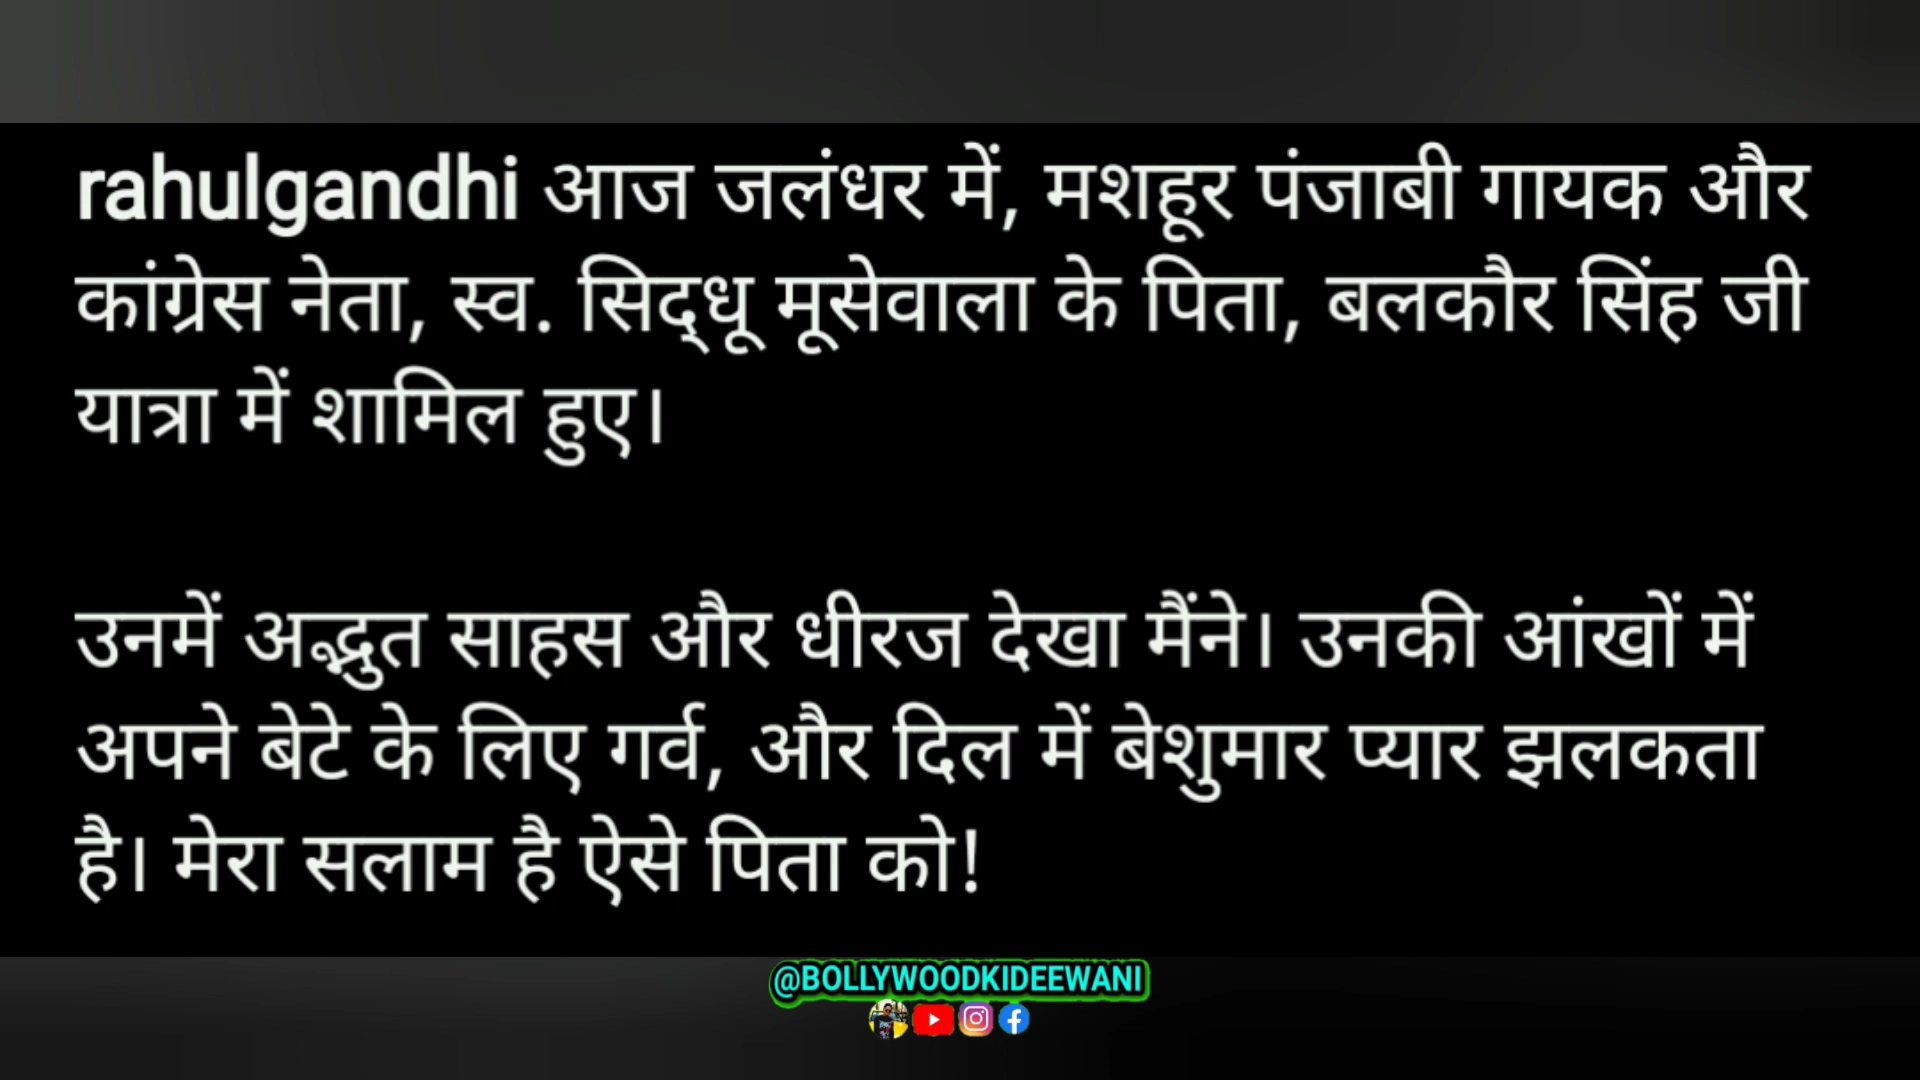 rahulgandhi आज जलंधर में, मशहूर पंजाबी गायक और
कांग्रेस नेता, स्व. सिद्‌धू मूसेवाला के पिता, बलकौर सिंह जी
यात्रा में शामिल हुए।
उनमें अद्भुत साहस और धीरज देखा मैंने। उनकी आंखों में
अपने बेटे के लिए गर्व, और दिल में बेशुमार प्यार झलकता
है। मेरा सलाम है ऐसे पिता को!
@BOLLYWOODKIDEEWANI